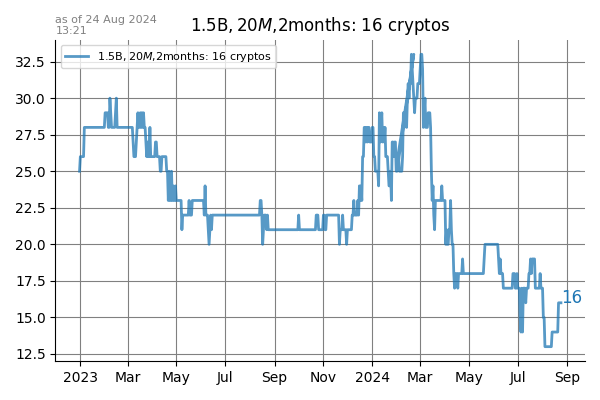 as of 24 Aug 2024
13:21
1.5B, 20M,2months: 16 cryptos
1.5B, 20M,2months: 16 cryptos
32.5
30.0
27.5
25.0
22.5
20.0
17.5
15.0
12.5
16
2023 Mar May Jul Sep Nov 2024 Mar May Jul Sep